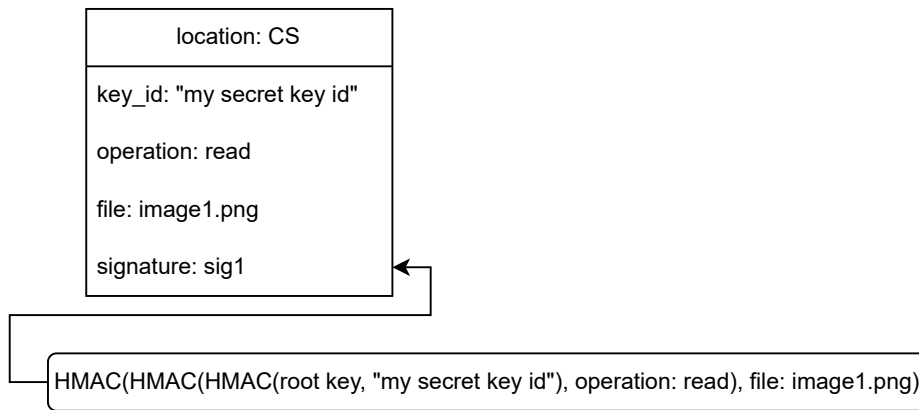 location: CS
key_id: "my secret key id"
operation: read
file: image1.png
signature: sig1
HMAC(HMAC(HMAC(root key, "my secret key id"), operation: read), file: image1.png)